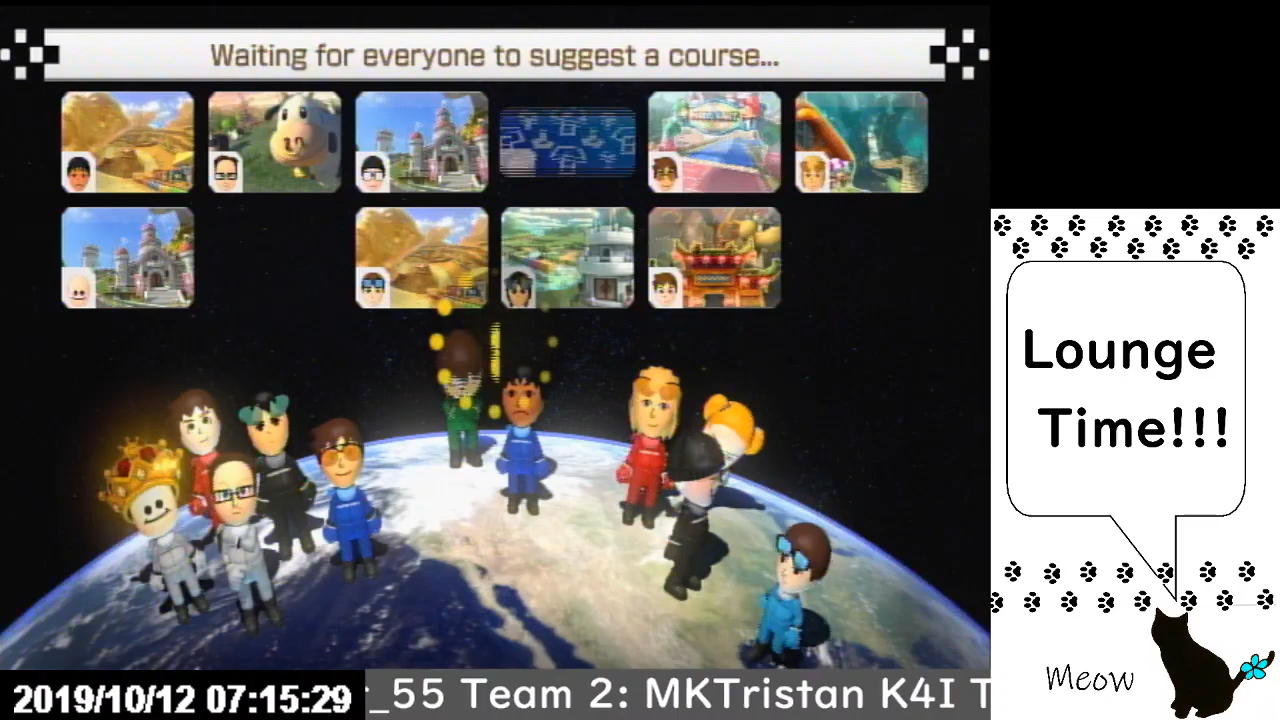 Waiting for everyone to suggest a course...
Lounge
Time!!!
Meow
2019/10/12 07:15:29
_55 Team 2: MKTristan K4I T